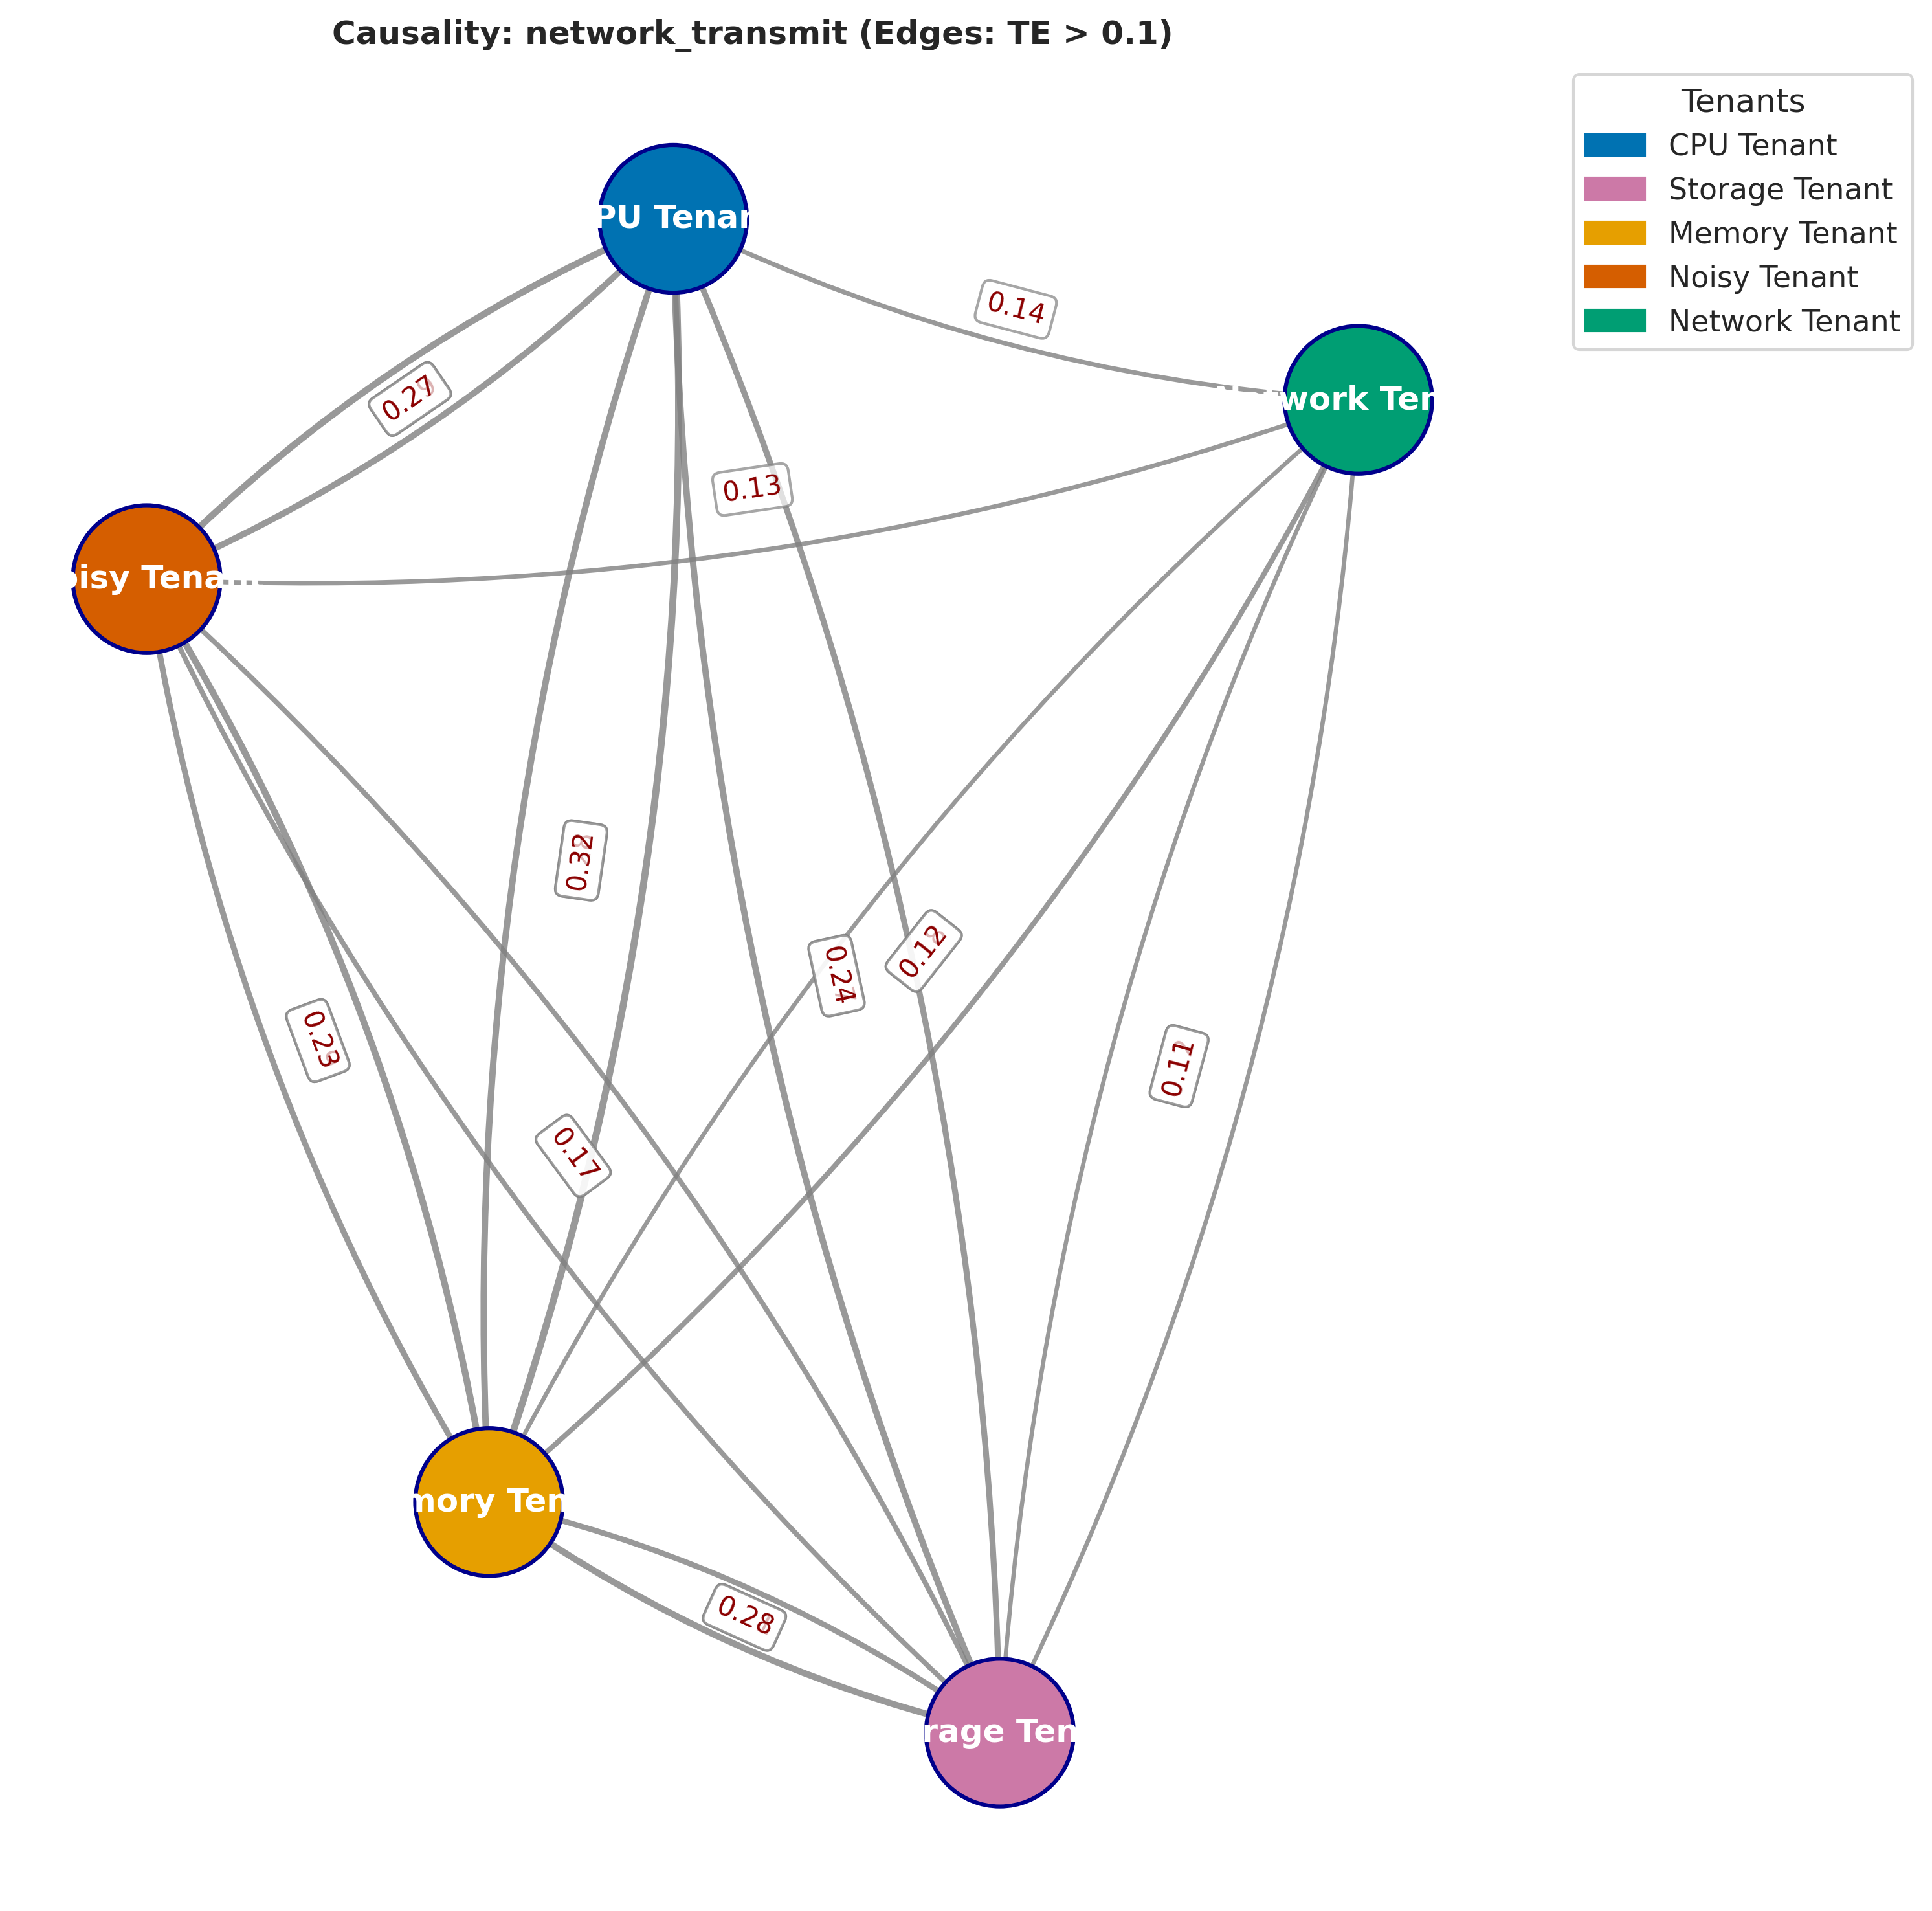 Causality: network_transmit (Edges: TE > 0.1)
Tenants
CPU Tenant
Storage Tenant
Memory Tenant
Noisy Tenant
Network Tenant
PU Tenan
0.14
work Ten
0.27
0.13
oisy Tena
0.32
0.12
0.24
0.23
0.11
0.17
mory Ten
0.28
rage Ten